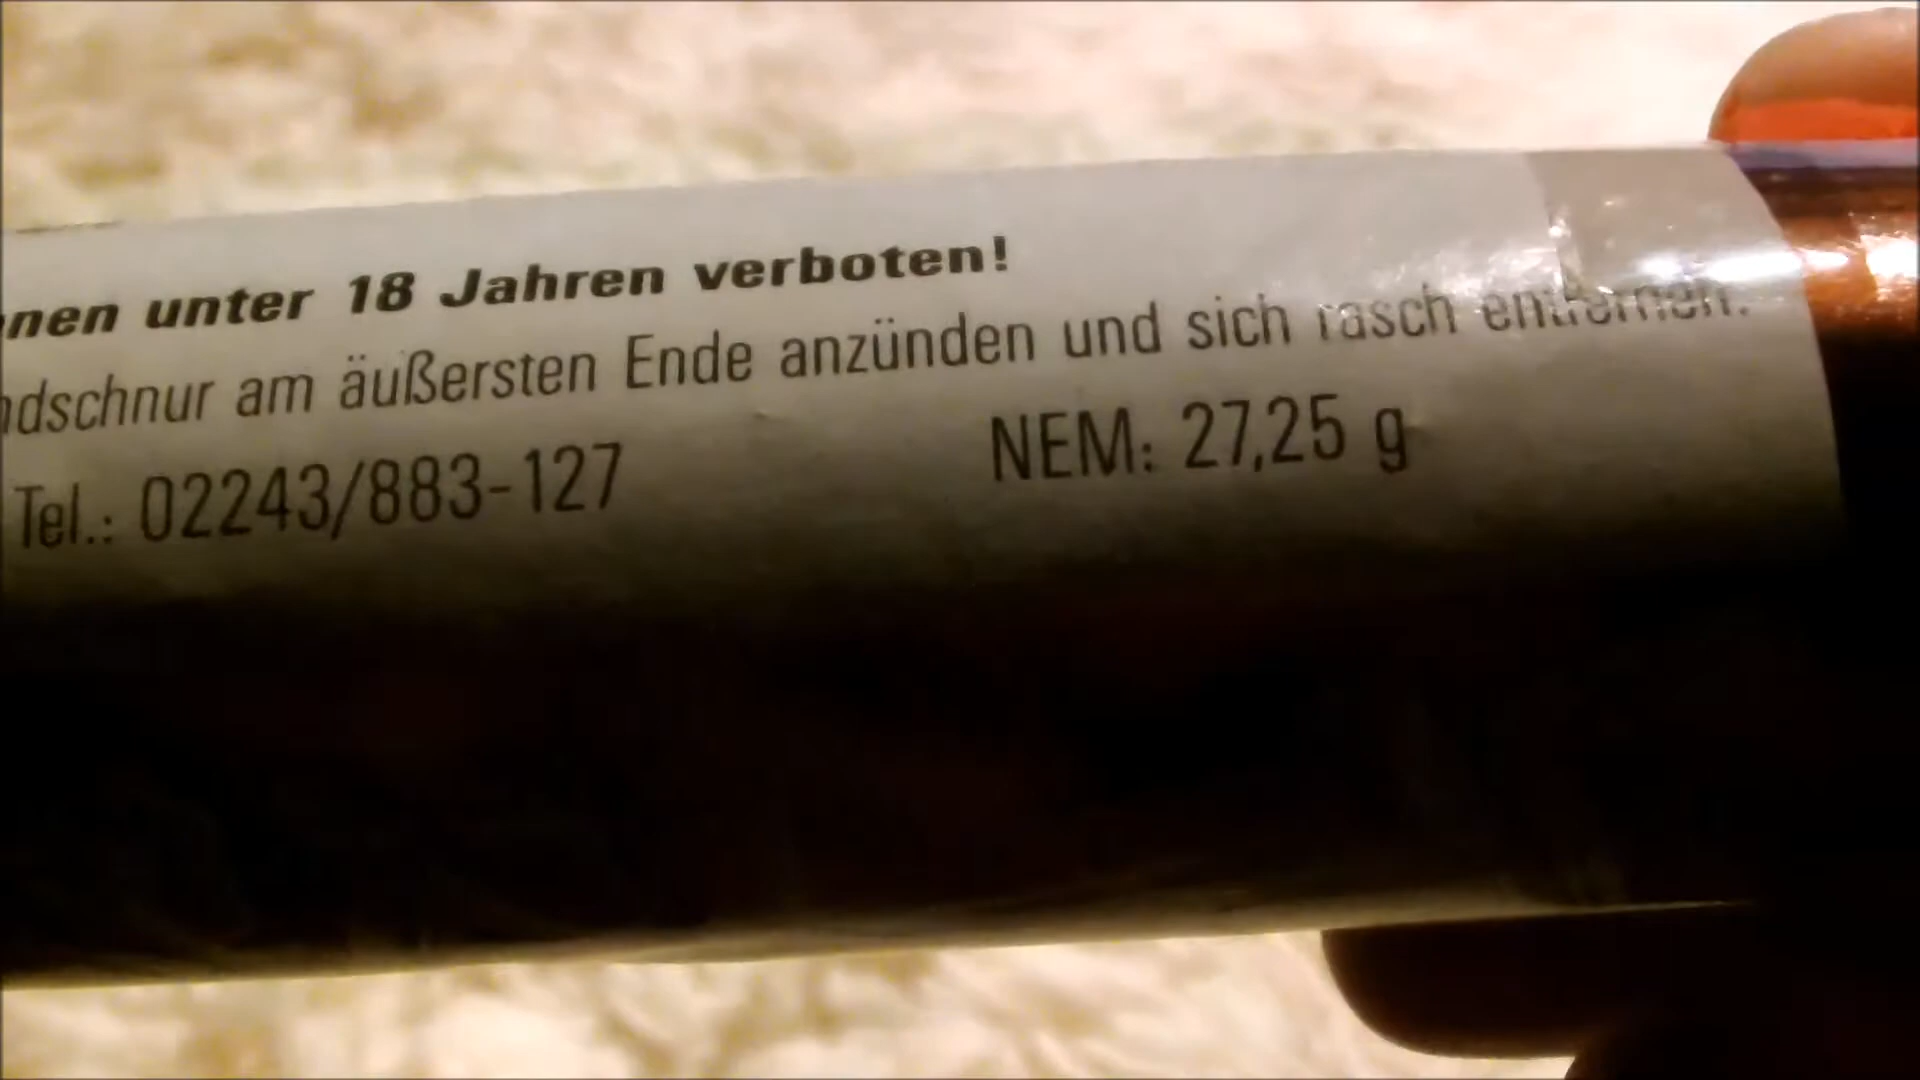 nen unter 18 Jahren verboten!
dschnur am äußersten Ende anzünden und sich rasch entfernen.
Tel.: 02243/883-127 NEM: 27,25 g